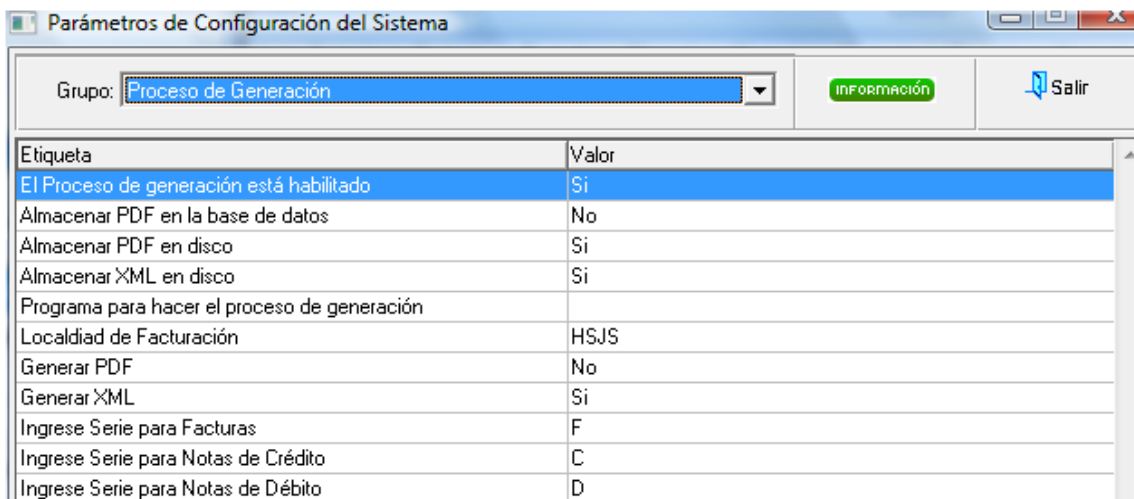 Parámetros de Configuración del Sistema
Grupo: Proceso de Generación INFORMACIÓN Salir
Etiqueta Valor
El Proceso de generación está habilitado Si
Almacenar PDF en la base de datos No
Almacenar PDF en disco Si
Almacenar XML en disco Si
Programa para hacer el proceso de generación
Localdiad de Facturación HSJS
Generar PDF No
Generar XML Si
Ingrese Serie para Facturas F
Ingrese Serie para Notas de Crédito C
Ingrese Serie para Notas de Débito D